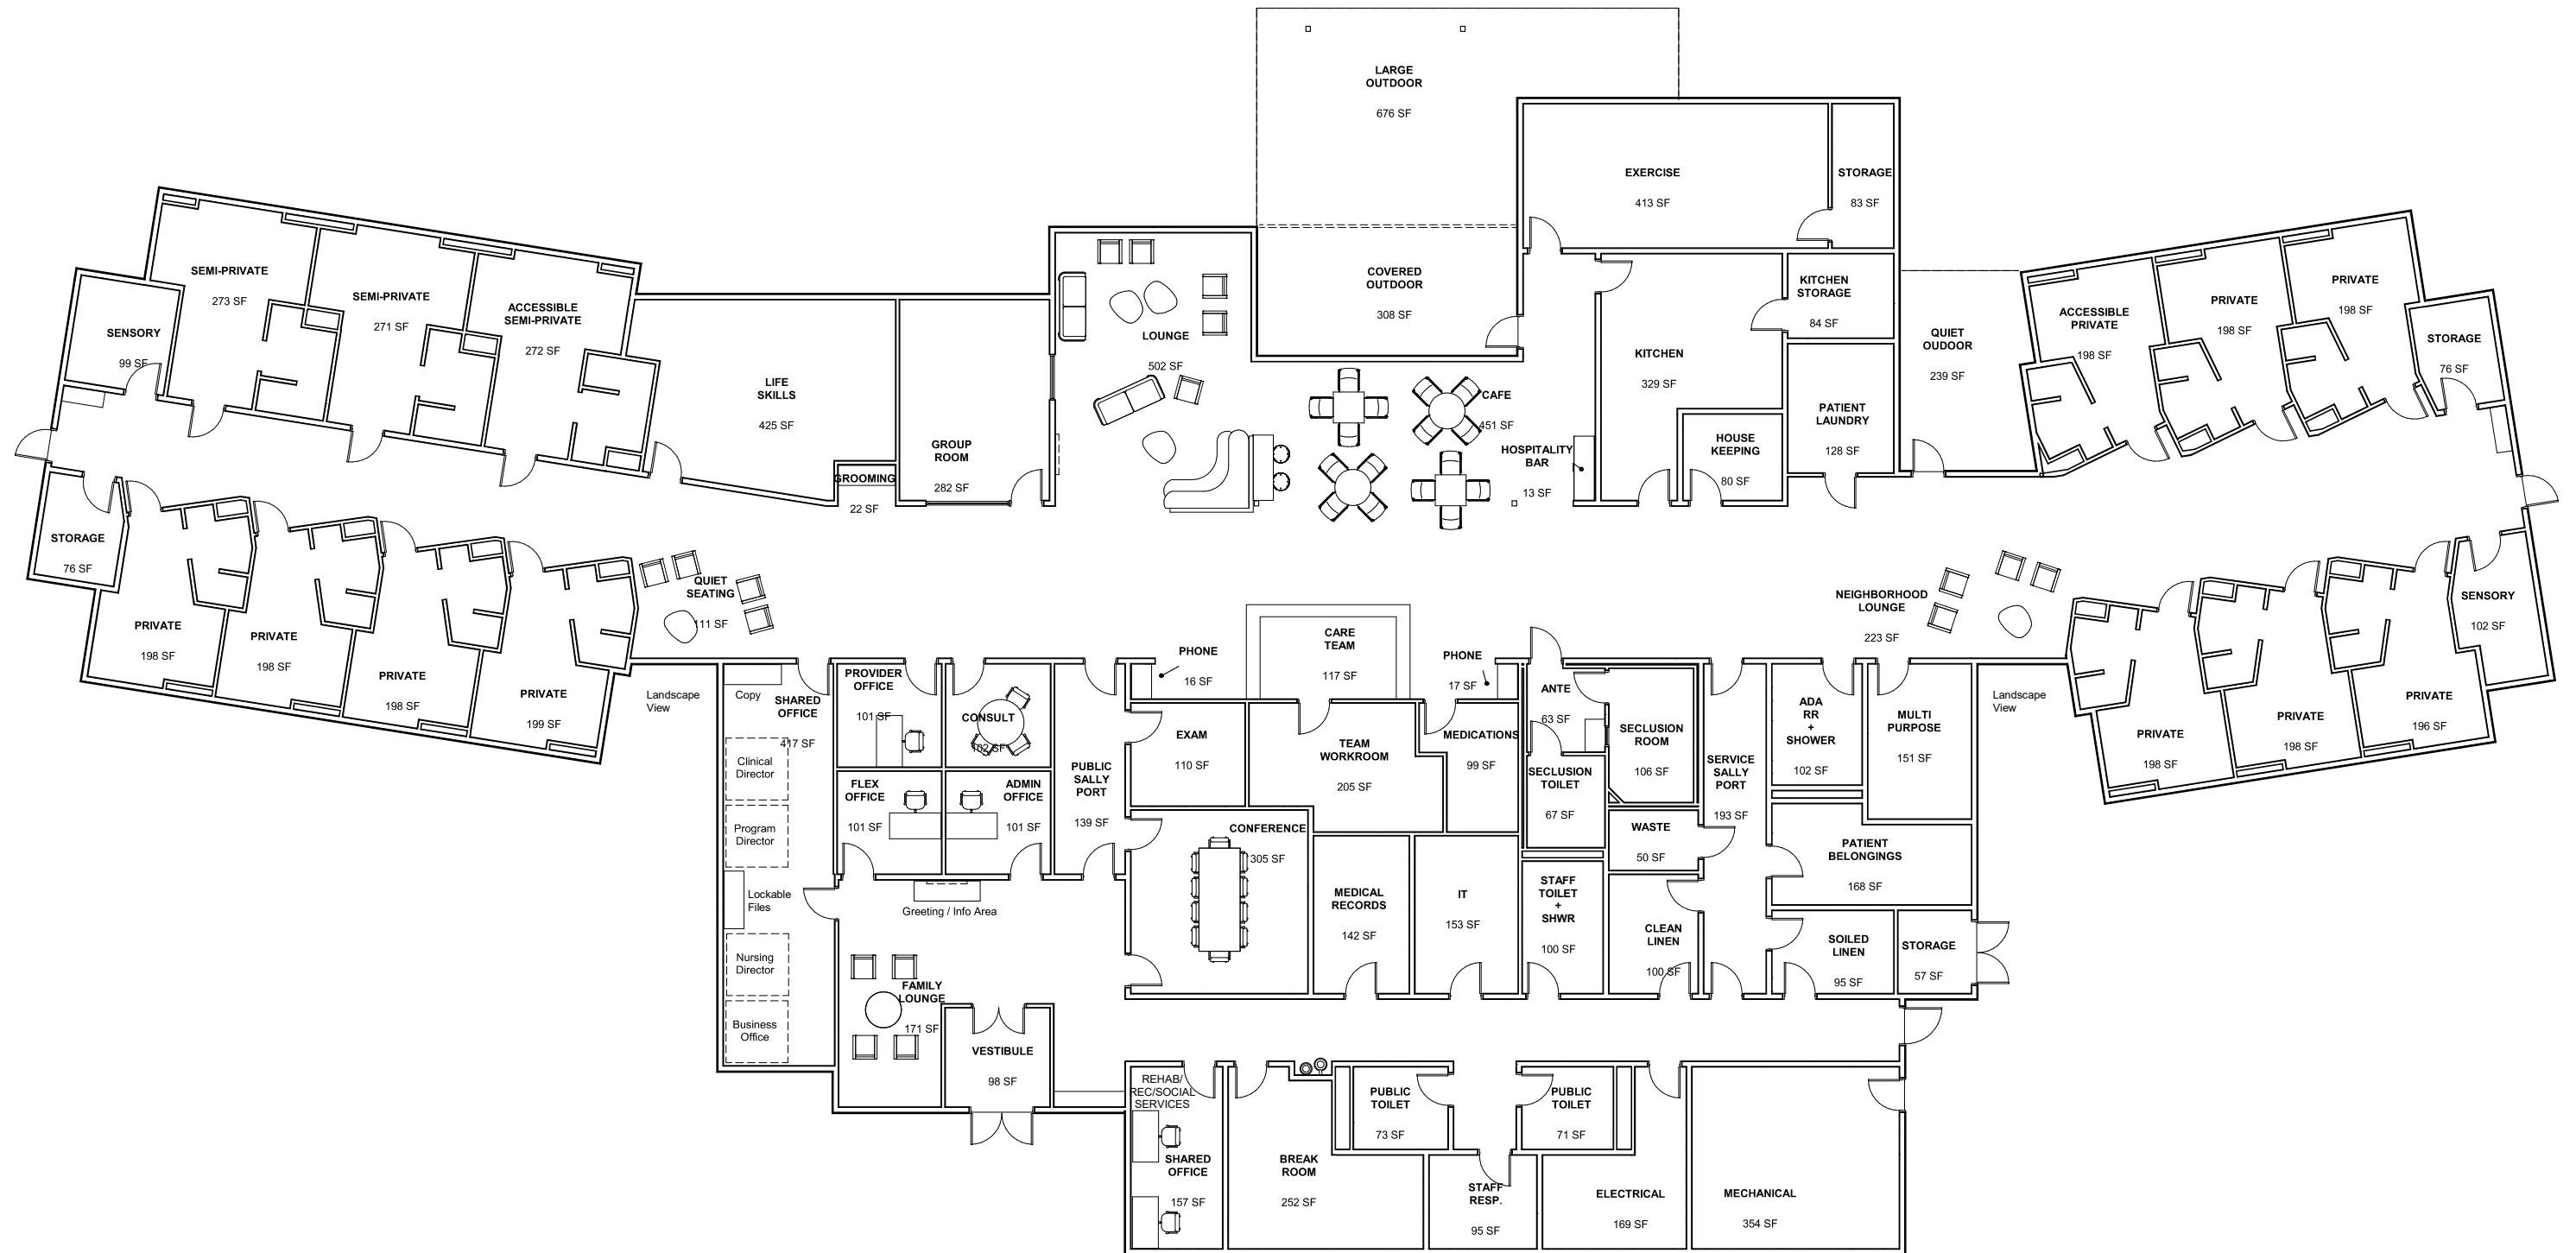 LARGE
OUTDOOR
676 SF
EXERCISE
413 SF
STORAGE
83 SF
SEMI-PRIVATE
273 SF
SEMI-PRIVATE
271 SF
ACCESSIBLE
SEMI-PRIVATE
272 SF
SENSORY
99 SF
LIFE
SKILLS
425 SF
GROOMING
22 SF
GROUP
ROOM
282 SF
LOUNGE
502 SF
COVERED
OUTDOOR
308 SF
CAFE
451 SF
HOSPITALITY
BAR
13 SF
KITCHEN
329 SF
KITCHEN
STORAGE
84 SF
HOUSE
KEEPING
80 SF
PATIENT
LAUNDRY
128 SF
QUIET
OUDOOR
239 SF
ACCESSIBLE
PRIVATE
198 SF
PRIVATE
198 SF
PRIVATE
198 SF
STORAGE
76 SF
STORAGE
76 SF
PRIVATE
198 SF
PRIVATE
198 SF
PRIVATE
198 SF
PRIVATE
199 SF
QUIET
SEATING
111 SF
Landscape
View
NEIGHBORHOOD
LOUNGE
223 SF
SENSORY
102 SF
PRIVATE
198 SF
PRIVATE
198 SF
PRIVATE
196 SF
Landscape
View
Copy
SHARED
OFFICE
417 SF
Clinical
Director
Program
Director
Lockable
Files
Nursing
Director
Business
Office
PROVIDER
OFFICE
101 SF
CONSULT
102 SF
FLEX
OFFICE
101 SF
ADMIN
OFFICE
101 SF
PUBLIC
SALLY
PORT
139 SF
Greeting / Info Area
FAMILY
LOUNGE
171 SF
VESTIBULE
98 SF
PHONE
16 SF
CARE
TEAM
117 SF
PHONE
17 SF
EXAM
110 SF
TEAM
WORKROOM
205 SF
MEDICATIONS
99 SF
CONFERENCE
305 SF
MEDICAL
RECORDS
142 SF
IT
153 SF
ANTE
63 SF
SECLUSION
ROOM
106 SF
SECLUSION
TOILET
67 SF
WASTE
50 SF
STAFF
TOILET
+
SHWR
100 SF
CLEAN
LINEN
100 SF
SERVICE
SALLY
PORT
193 SF
ADA
RR
+
SHOWER
102 SF
MULTI
PURPOSE
151 SF
PATIENT
BELONGINGS
168 SF
SOILED
LINEN
95 SF
STORAGE
57 SF
REHAB/
REC/SOCIAL
SERVICES
SHARED
OFFICE
157 SF
BREAK
ROOM
252 SF
PUBLIC
TOILET
73 SF
PUBLIC
TOILET
71 SF
STAFF
RESP.
95 SF
ELECTRICAL
169 SF
MECHANICAL
354 SF